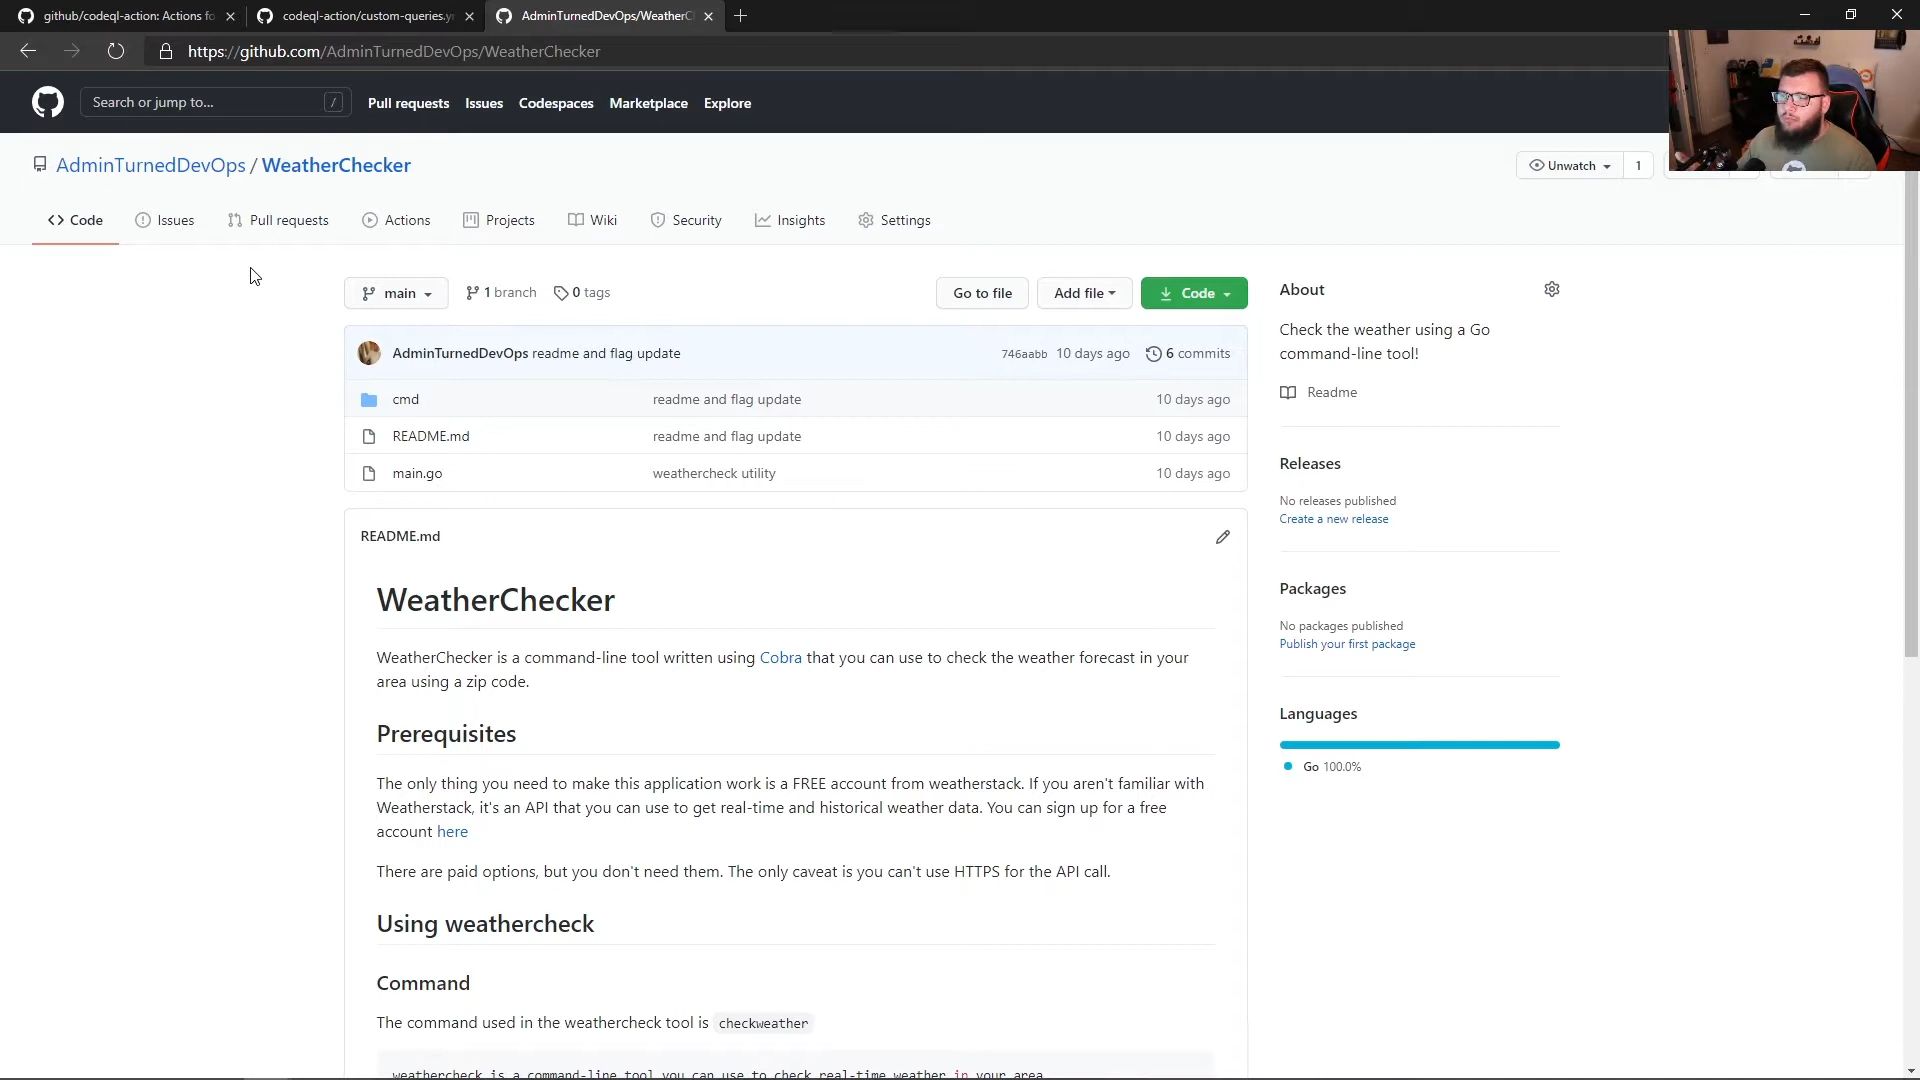 github/codeql-action: Actions fo
codeql-action/custom-queries.y
AdminTurnedDevOps/WeatherC
https://github.com/AdminTurnedDevOps/WeatherChecker
Search or jump to... /
Pull requests Issues Codespaces Marketplace Explore
AdminTurnedDevOps / WeatherChecker
Unwatch 1
Code Issues Pull requests Actions Projects Wiki Security Insights Settings
main 1 branch 0 tags Go to file Add file Code
AdminTurnedDevOps readme and flag update 746aabb 10 days ago 6 commits
cmd readme and flag update 10 days ago
README.md readme and flag update 10 days ago
main.go weathercheck utility 10 days ago
README.md
WeatherChecker
WeatherChecker is a command-line tool written using Cobra that you can use to check the weather forecast in your
area using a zip code.
Prerequisites
The only thing you need to make this application work is a FREE account from weatherstack. If you aren't familiar with
Weatherstack, it's an API that you can use to get real-time and historical weather data. You can sign up for a free
account here
There are paid options, but you don't need them. The only caveat is you can't use HTTPS for the API call.
Using weathercheck
Command
The command used in the weathercheck tool is checkweather
weathercheck is a command-line tool you can use to check real-time weather in your area
About
Check the weather using a Go
command-line tool!
Readme
Releases
No releases published
Create a new release
Packages
No packages published
Publish your first package
Languages
Go 100.0%